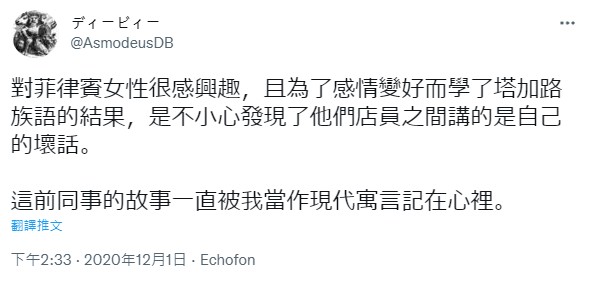 ディービィー
@AsmodeusDB
對菲律賓女性很感興趣，且為了感情變好而學了塔加路
族語的結果，是不小心發現了他們店員之間講的是自己
的壞話。
這前同事的故事一直被我當作現代寓言記在心裡。
翻譯推文
下午2:33 · 2020年12月1日 · Echofon